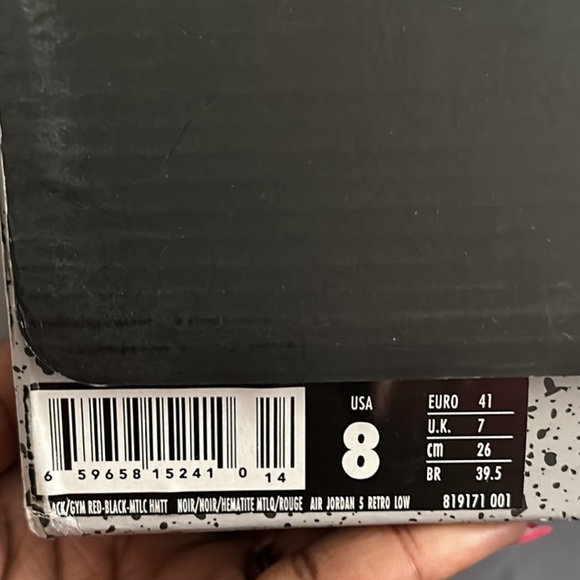 USA
8
EURO 41
U.K. 7
cm 26
BR 39.5
6 59658 15241 0 14
ACK/GYM RED-BLACK-MTLC HMTT NOIR/NOIR/HEMATITE MTLQ/ROUGE AIR JORDAN 5 RETRO LOW 819171 001